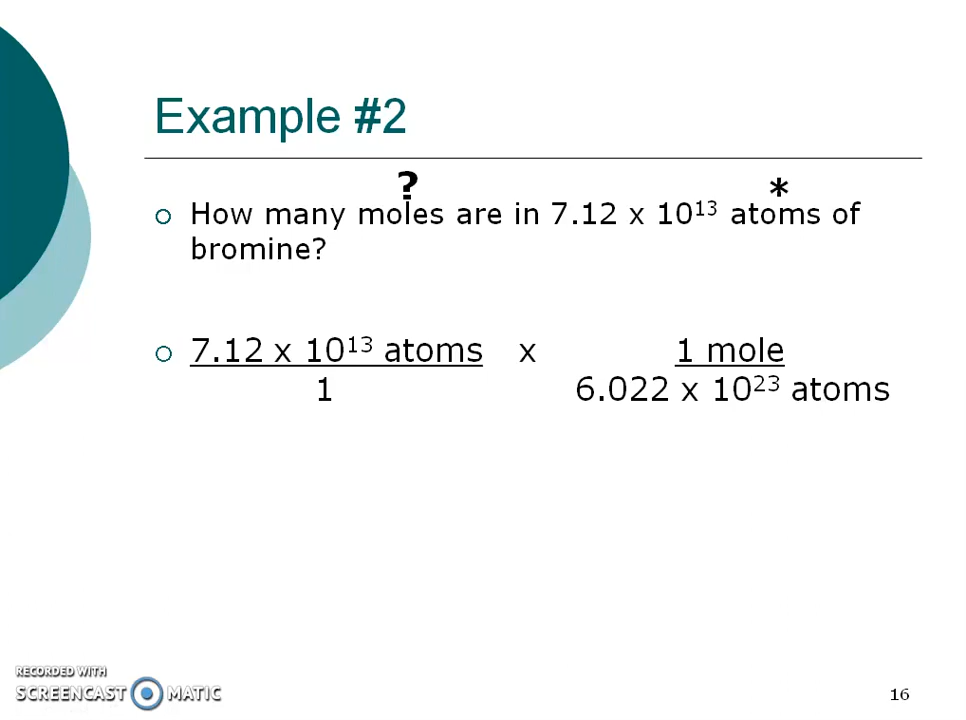 Example #2
? *
How many moles are in 7.12 x 10¹³ atoms of
bromine?
7.12 x 10¹³ atoms x 1 mole
1 6.022 x 10²³ atoms
RECORDED WITH
SCREENCAST MATIC
16